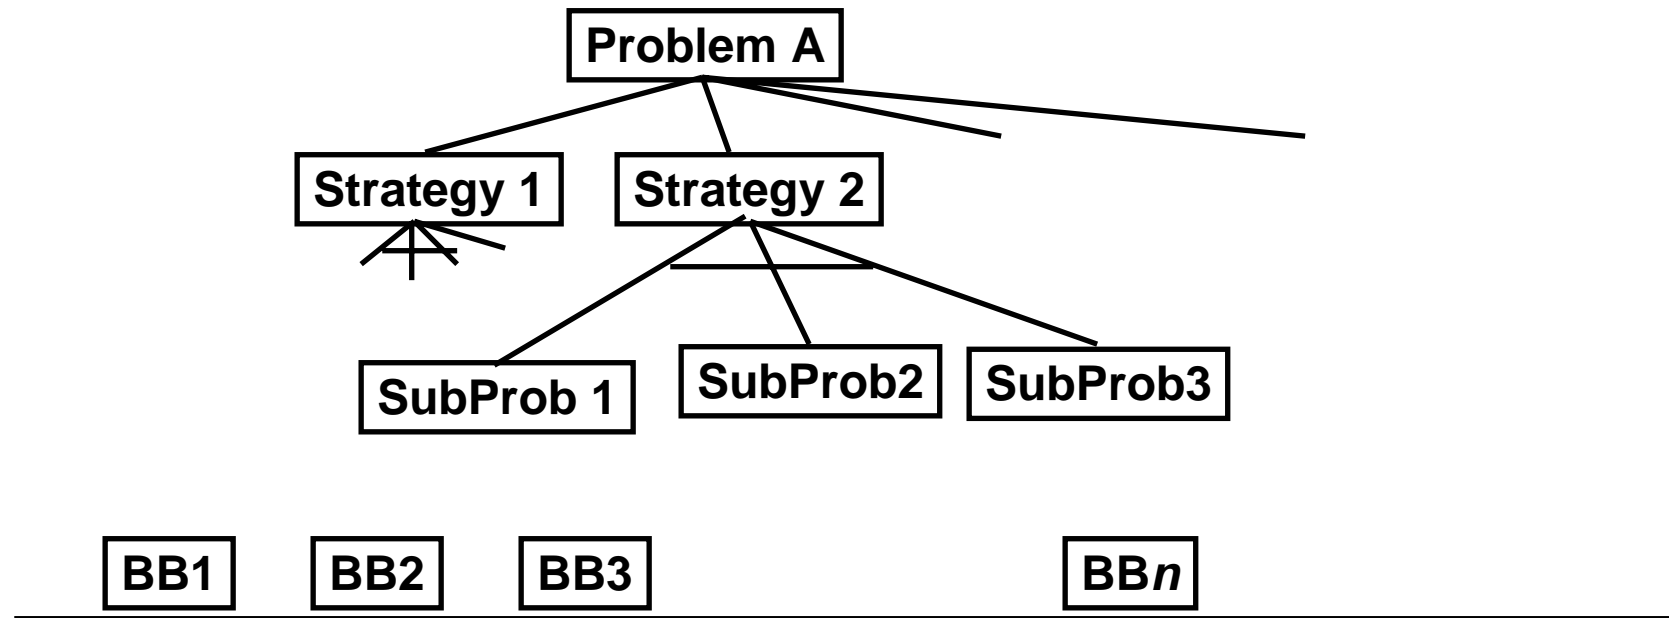 Problem A
Strategy 1 Strategy 2
SubProb 1 SubProb2 SubProb3
BB1 BB2 BB3 BBn